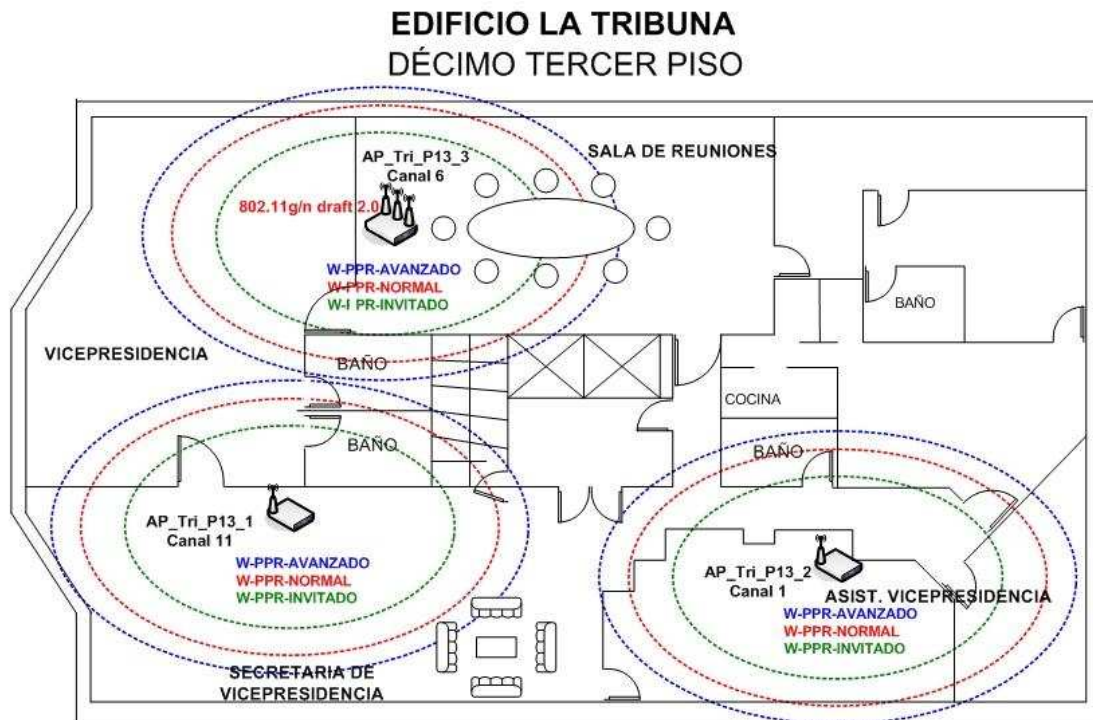 EDIFICIO LA TRIBUNA
DÉCIMO TERCER PISO
AP_Tri_P13_3
Canal 6
SALA DE REUNIONES
802.11g/n draft 2.0
W-PPR-AVANZADO
W-PPR-NORMAL
W-I PR-INVITADO
BAÑO
VICEPRESIDENCIA
BAÑO
COCINA
BAÑO
BAÑO
AP_Tri_P13_1
Canal 11
W-PPR-AVANZADO
W-PPR-NORMAL
W-PPR-INVITADO
AP_Tri_P13_2
Canal 1
ASIST. VICEPRESIDENCIA
W-PPR-AVANZADO
W-PPR-NORMAL
W-PPR-INVITADO
SECRETARIA DE
VICEPRESIDENCIA